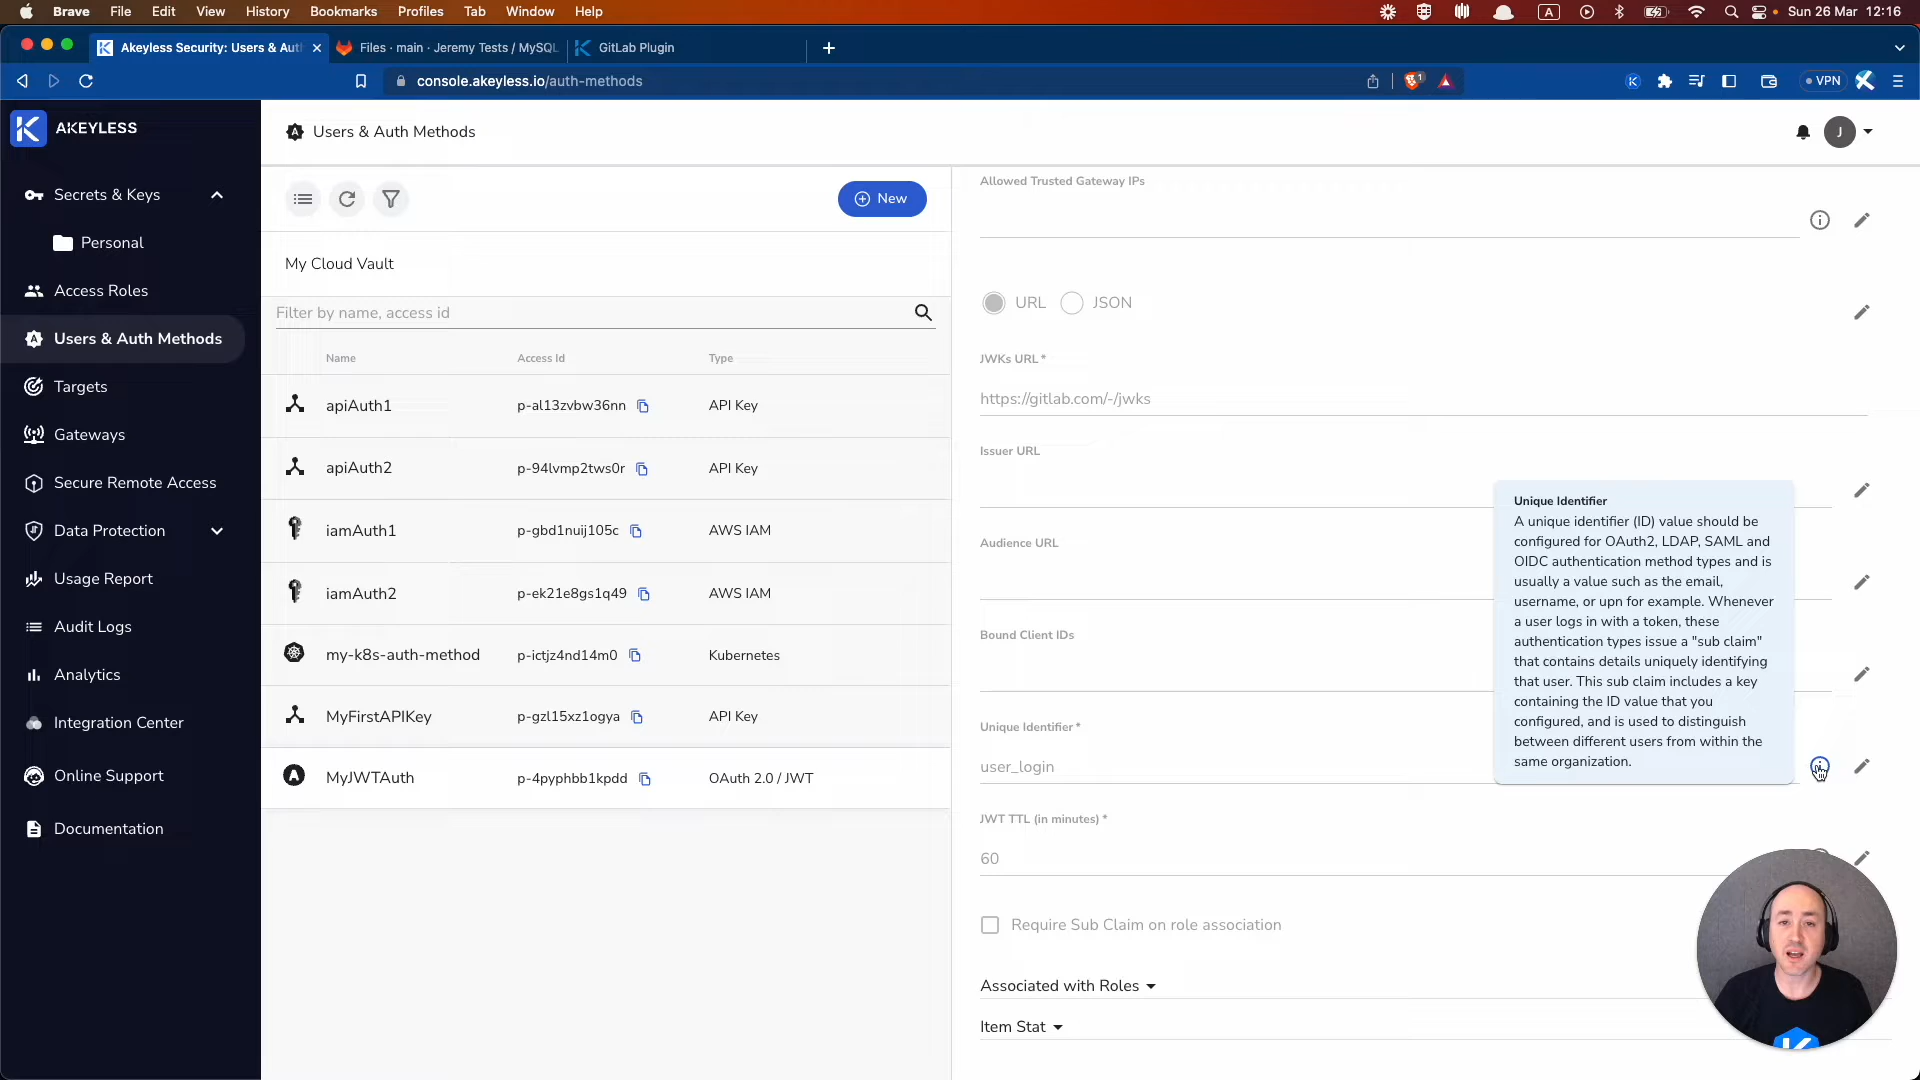 Brave File Edit View History Bookmarks Profiles Tab Window Help
A Sun 26 Mar 12:16
Akeyless Security: Users & Aut
Files · main · Jeremy Tests / MySQL
GitLab Plugin
console.akeyless.io/auth-methods
1
VPN
AKEYLESS
Users & Auth Methods
J
Secrets & Keys
Personal
Access Roles
Users & Auth Methods
Targets
Gateways
Secure Remote Access
Data Protection
Usage Report
Audit Logs
Analytics
Integration Center
Online Support
Documentation
New
My Cloud Vault
Filter by name, access id
Name Access Id Type
apiAuth1 p-al13zvbw36nn API Key
apiAuth2 p-94lvmp2tws0r API Key
iamAuth1 p-gbd1nuij105c AWS IAM
iamAuth2 p-ek21e8gs1q49 AWS IAM
my-k8s-auth-method p-ictjz4nd14m0 Kubernetes
MyFirstAPIKey p-gzl15xz1ogya API Key
MyJWTAuth p-4pyphbb1kpdd OAuth 2.0 / JWT
Allowed Trusted Gateway IPs
URL JSON
JWKs URL *
https://gitlab.com/-/jwks
Issuer URL
Audience URL
Bound Client IDs
Unique Identifier *
user_login
JWT TTL (in minutes) *
60
Require Sub Claim on role association
Associated with Roles
Item Stat
Unique Identifier
A unique identifier (ID) value should be
configured for OAuth2, LDAP, SAML and
OIDC authentication method types and is
usually a value such as the email,
username, or upn for example. Whenever
a user logs in with a token, these
authentication types issue a "sub claim"
that contains details uniquely identifying
that user. This sub claim includes a key
containing the ID value that you
configured, and is used to distinguish
between different users from within the
same organization.